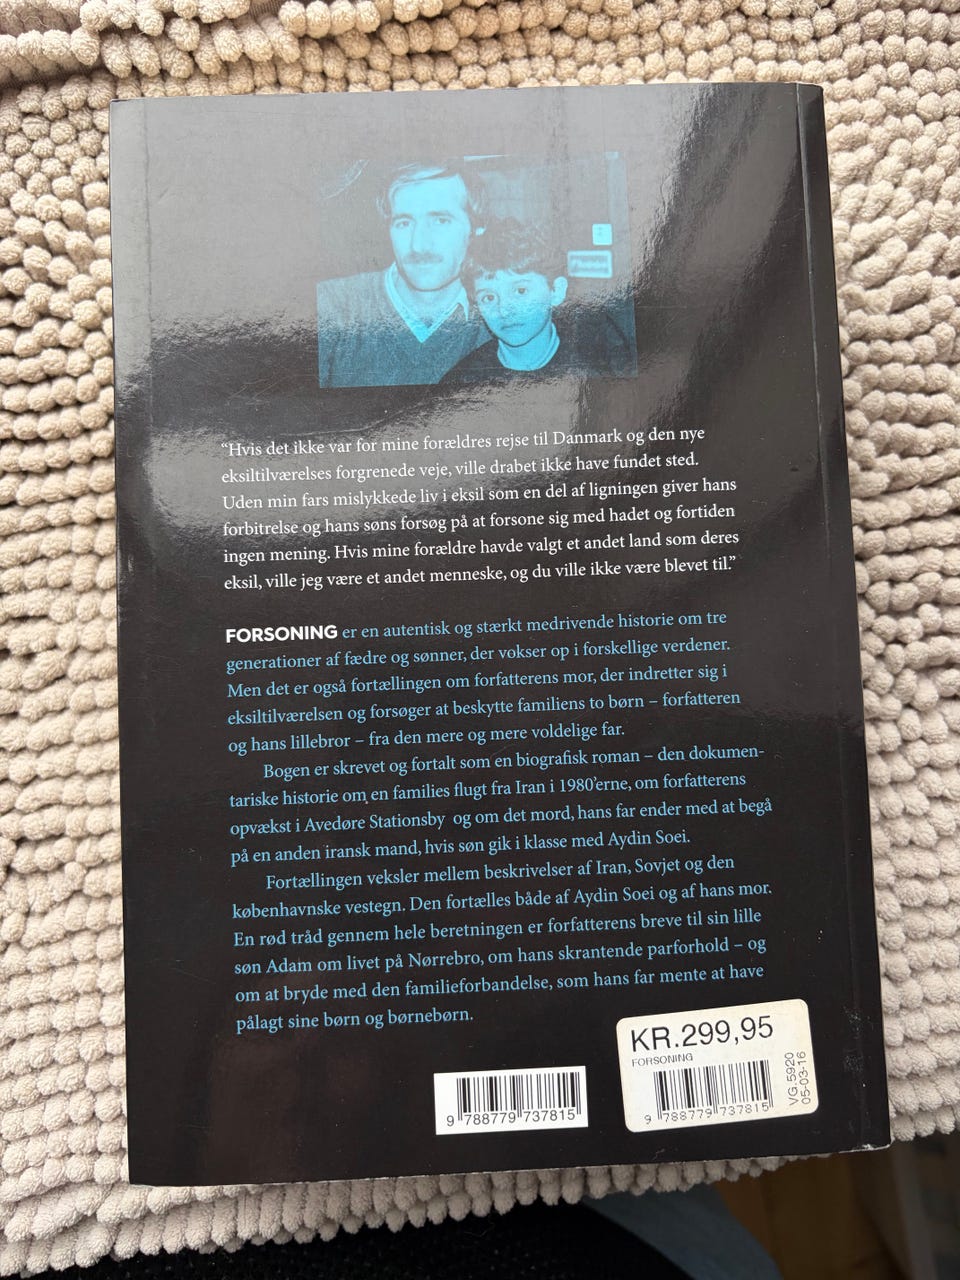 “Hvis det ikke var for mine forældres rejse til Danmark og den nye
eksiltilværelses forgrenede veje, ville drabet ikke have fundet sted.
Uden min fars mislykkede liv i eksil som en del af ligningen giver hans
forbitrelse og hans søns forsøg på at forsone sig med hadet og fortiden
ingen mening. Hvis mine forældre havde valgt et andet land som deres
eksil, ville jeg være et andet menneske, og du ville ikke være blevet til.”
FORSONING er en autentisk og stærkt medrivende historie om tre
generationer af fædre og sønner, der vokser op i forskellige verdener.
Men det er også fortællingen om forfatterens mor, der indretter sig i
eksiltilværelsen og forsøger at beskytte familiens to børn – forfatteren
og hans lillebror – fra den mere og mere voldelige far.
Bogen er skrevet og fortalt som en biografisk roman – den dokumen-
tariske historie om en families flugt fra Iran i 1980’erne, om forfatterens
opvækst i Avedøre Stationsby og om det mord, hans far ender med at begå
på en anden iransk mand, hvis søn gik i klasse med Aydin Soei.
Fortællingen veksler mellem beskrivelser af Iran, Sovjet og den
københavnske vestegn. Den fortælles både af Aydin Soei og af hans mor.
En rød tråd gennem hele beretningen er forfatterens breve til sin lille
søn Adam om livet på Nørrebro, om hans skrantende parforhold – og
om at bryde med den familieforbandelse, som hans far mente at have
pålagt sine børn og børnebørn.
9 788779 737815
KR.299,95
FORSONING
9 788779 737815
VG.5920
05-03-16